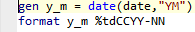 gen y_m = date(date,"YM")
format y_m %tdCCYY-NN